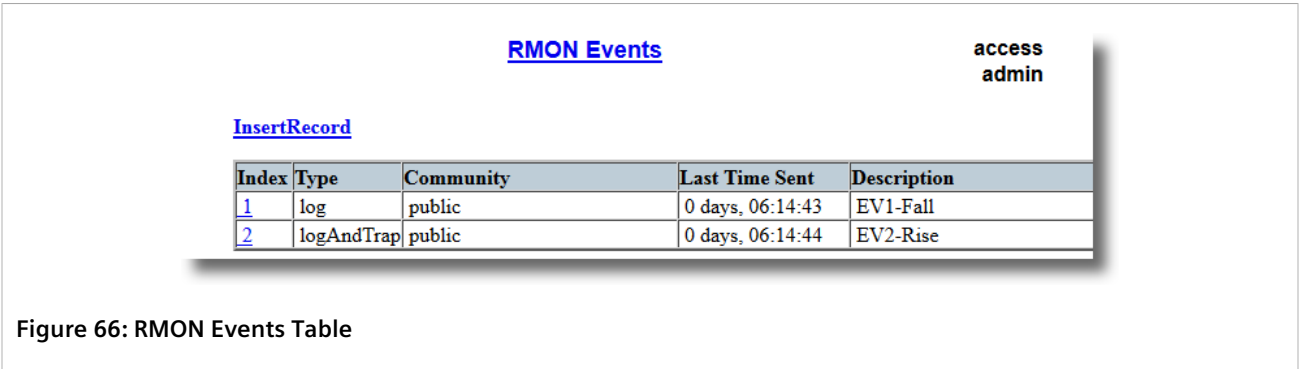 RMON Events
access
admin
InsertRecord
Index Type Community Last Time Sent Description
1 log public 0 days, 06:14:43 EV1-Fall
2 logAndTrap public 0 days, 06:14:44 EV2-Rise
Figure 66: RMON Events Table